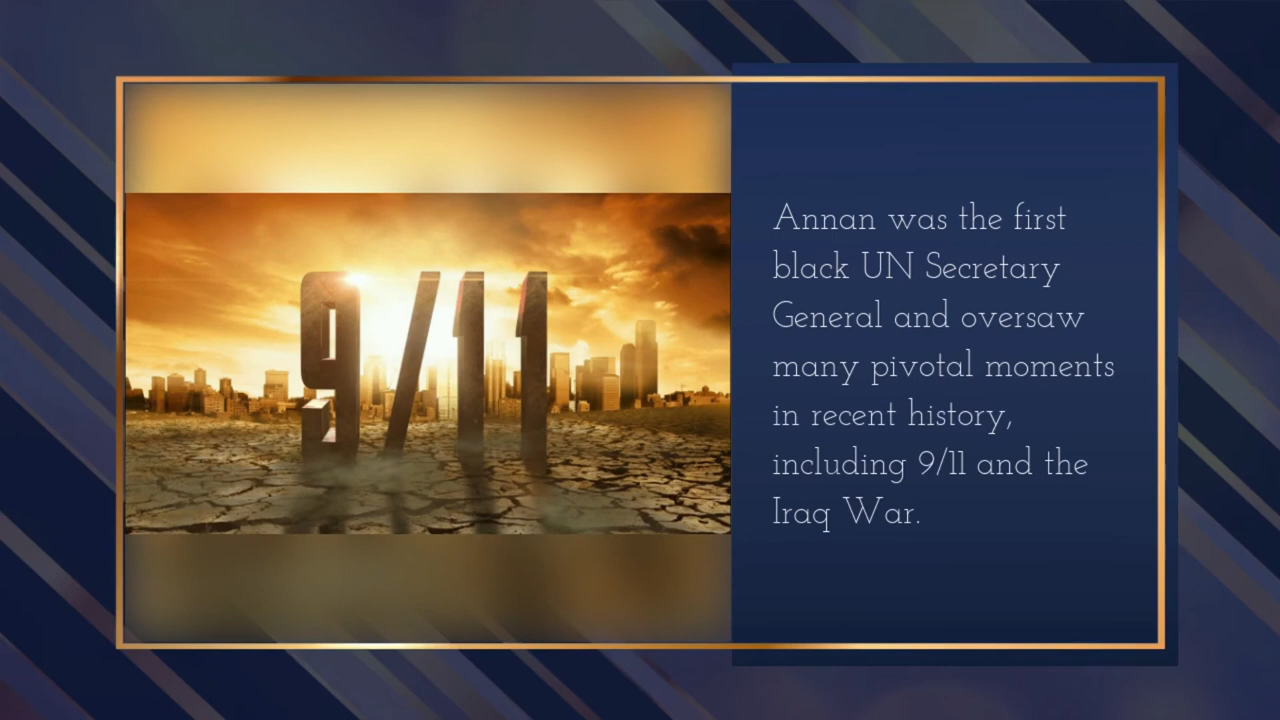 9/11
Annan was the first
black UN Secretary
General and oversaw
many pivotal moments
in recent history,
including 9/11 and the
Iraq War.